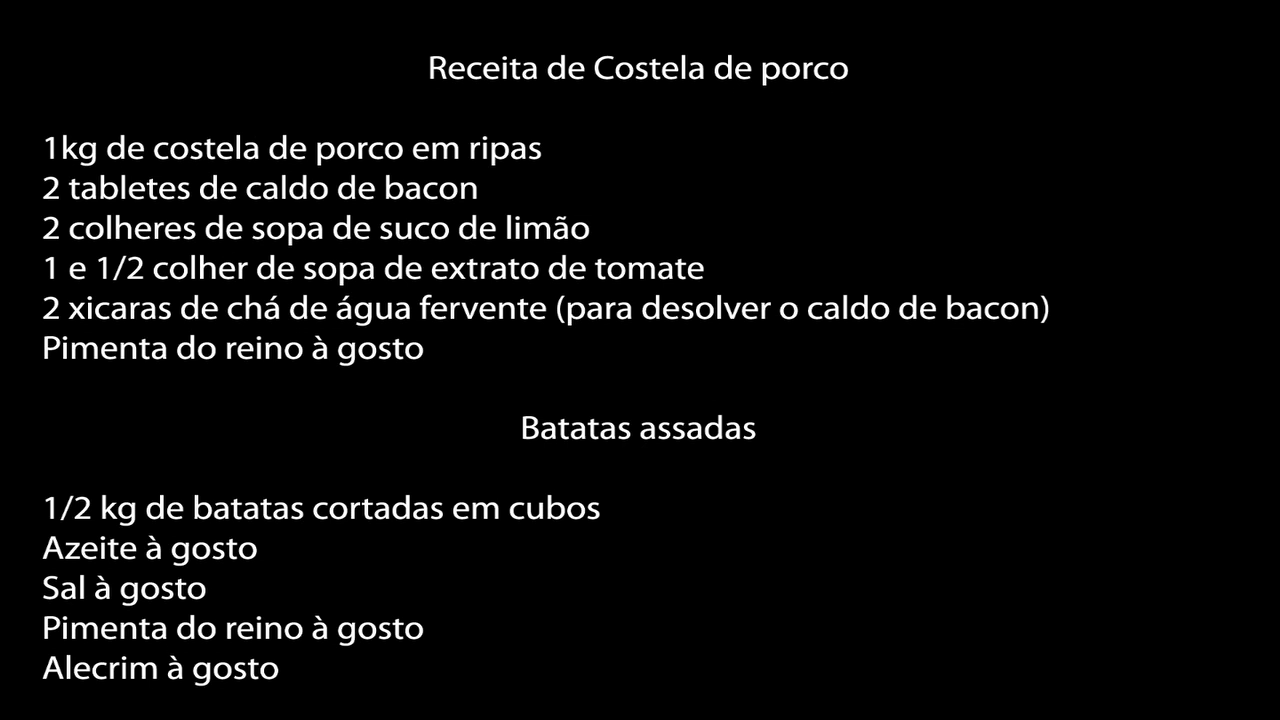 Receita de Costela de porco
1kg de costela de porco em ripas
2 tabletes de caldo de bacon
2 colheres de sopa de suco de limão
1 e 1/2 colher de sopa de extrato de tomate
2 xicaras de chá de água fervente (para desolver o caldo de bacon)
Pimenta do reino à gosto
Batatas assadas
1/2 kg de batatas cortadas em cubos
Azeite à gosto
Sal à gosto
Pimenta do reino à gosto
Alecrim à gosto